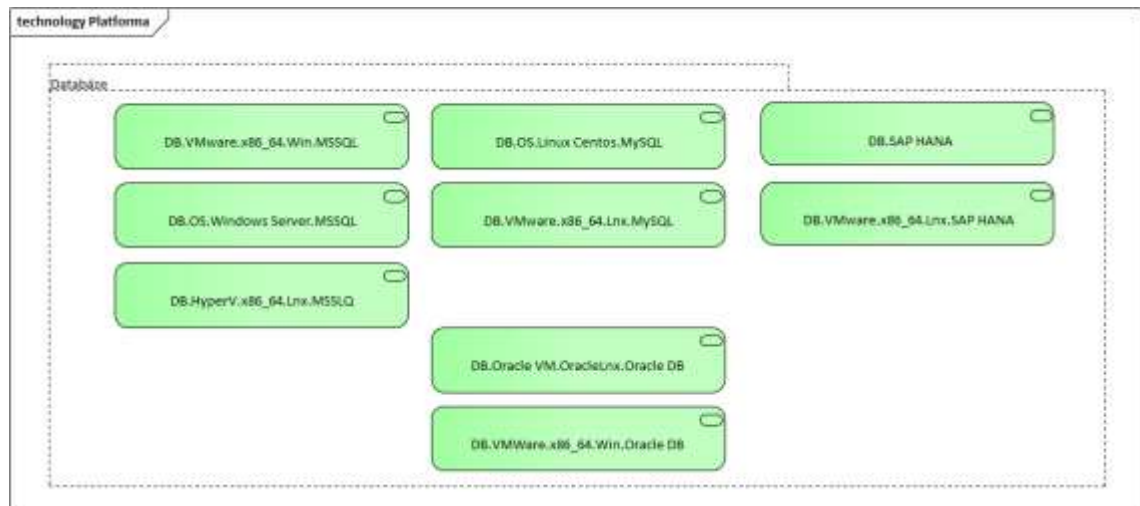 technology Platforma
Databáze
DB.VMware.x86_64.Win.MSSQL
DB.OS.Linux Centos.MySQL
DB.SAP HANA
DB.OS.Windows Server.MSSQL
DB.VMware.x86_64.Lnx.MySQL
DB.VMware.x86_64.Lnx.SAP HANA
DB.HyperV.x86_64.Lnx.MSSLQ
DB.Oracle VM.OracleLnx.Oracle DB
DB.VMWare.x86_64.Win.Oracle DB